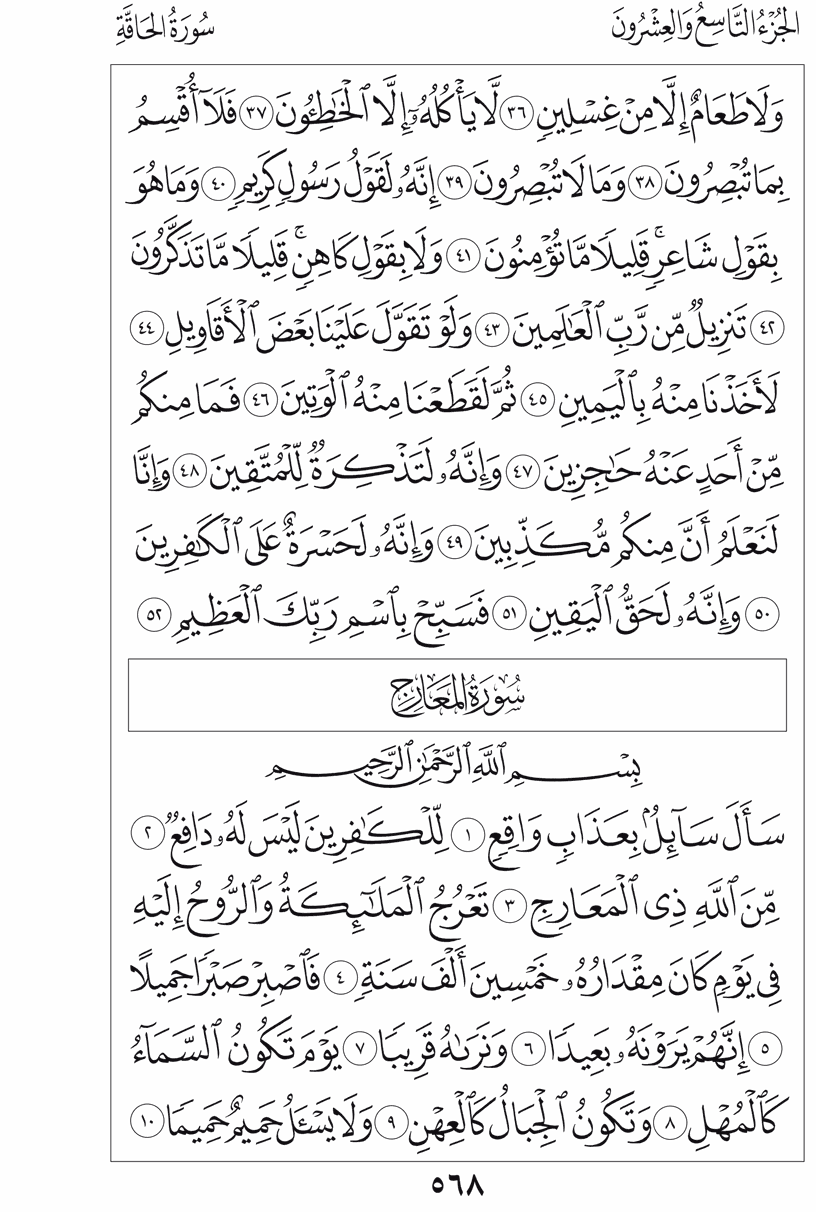 الجُزْءُ التَّاسِعُ وَالعِشْرُونَ
سُورَةُ الحَاقَّةِ
وَلَا طَعَامٌ إِلَّا مِنْ غِسْلِينٍ ٣٦ لَّا يَأْكُلُهُۥٓ إِلَّا ٱلْخَٰطِـُٔونَ ٣٧ فَلَآ أُقْسِمُ
بِمَا تُبْصِرُونَ ٣٨ وَمَا لَا تُبْصِرُونَ ٣٩ إِنَّهُۥ لَقَوْلُ رَسُولٍ كَرِيمٍ ٤٠ وَمَا هُوَ
بِقَوْلِ شَاعِرٍ ۚ قَلِيلًا مَّا تُؤْمِنُونَ ٤١ وَلَا بِقَوْلِ كَاهِنٍ ۚ قَلِيلًا مَّا تَذَكَّرُونَ
٤٢ تَنزِيلٌ مِّن رَّبِّ ٱلْعَٰلَمِينَ ٤٣ وَلَوْ تَقَوَّلَ عَلَيْنَا بَعْضَ ٱلْأَقَاوِيلِ ٤٤
لَأَخَذْنَا مِنْهُ بِٱلْيَمِينِ ٤٥ ثُمَّ لَقَطَعْنَا مِنْهُ ٱلْوَتِينَ ٤٦ فَمَا مِنكُم
مِّنْ أَحَدٍ عَنْهُ حَٰجِزِينَ ٤٧ وَإِنَّهُۥ لَتَذْكِرَةٌ لِّلْمُتَّقِينَ ٤٨ وَإِنَّا
لَنَعْلَمُ أَنَّ مِنكُم مُّكَذِّبِينَ ٤٩ وَإِنَّهُۥ لَحَسْرَةٌ عَلَى ٱلْكَٰفِرِينَ
٥٠ وَإِنَّهُۥ لَحَقُّ ٱلْيَقِينِ ٥١ فَسَبِّحْ بِٱسْمِ رَبِّكَ ٱلْعَظِيمِ ٥٢
سُورَةُ المَعَارِجِ
بِسْمِ ٱللَّهِ ٱلرَّحْمَٰنِ ٱلرَّحِيمِ
سَأَلَ سَآئِلٌۢ بِعَذَابٍ وَاقِعٍ ١ لِّلْكَٰفِرِينَ لَيْسَ لَهُۥ دَافِعٌ ٢
مِّنَ ٱللَّهِ ذِى ٱلْمَعَارِجِ ٣ تَعْرُجُ ٱلْمَلَٰٓئِكَةُ وَٱلرُّوحُ إِلَيْهِ
فِى يَوْمٍ كَانَ مِقْدَارُهُۥ خَمْسِينَ أَلْفَ سَنَةٍ ٤ فَٱصْبِرْ صَبْرًا جَمِيلًا
٥ إِنَّهُمْ يَرَوْنَهُۥ بَعِيدًا ٦ وَنَرَىٰهُ قَرِيبًا ٧ يَوْمَ تَكُونُ ٱلسَّمَآءُ
كَٱلْمُهْلِ ٨ وَتَكُونُ ٱلْجِبَالُ كَٱلْعِهْنِ ٩ وَلَا يَسْـَٔلُ حَمِيمٌ حَمِيمًا ١٠
٥٦٨